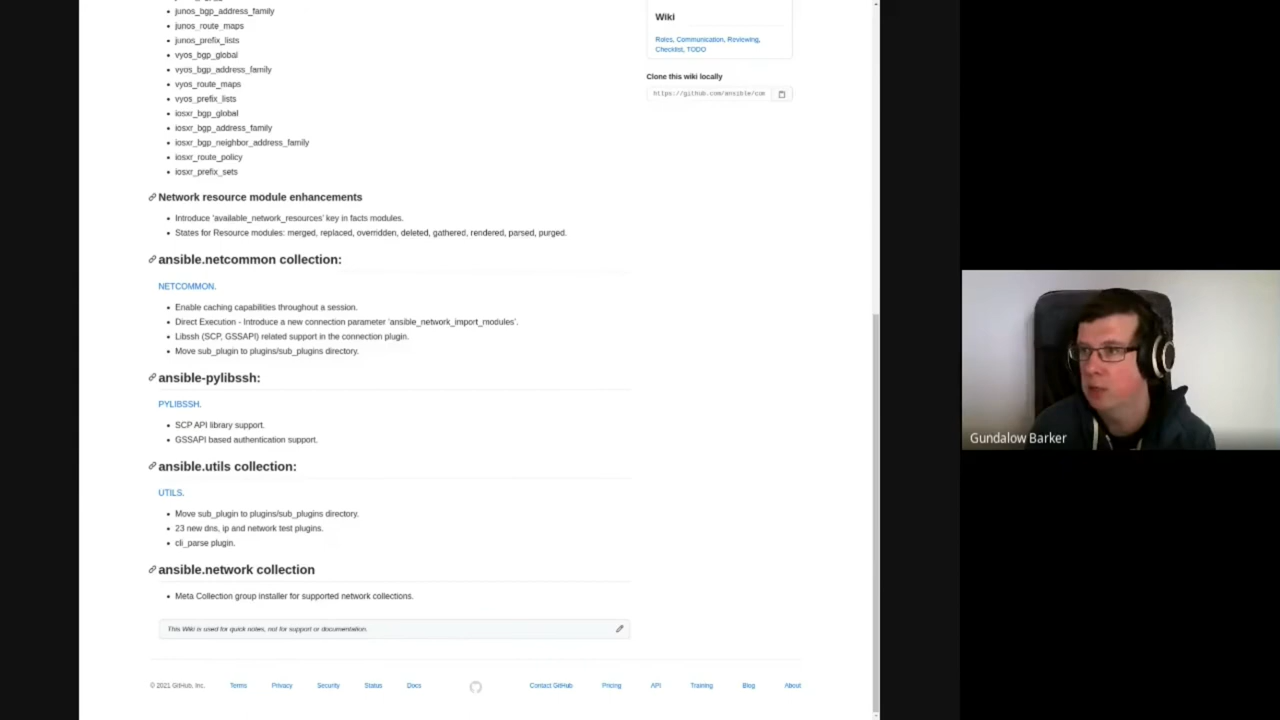 junos_bgp_address_family
junos_route_maps
junos_prefix_lists
vyos_bgp_global
vyos_bgp_address_family
vyos_route_maps
vyos_prefix_lists
iosxr_bgp_global
iosxr_bgp_address_family
iosxr_bgp_neighbor_address_family
iosxr_route_policy
iosxr_prefix_sets
Network resource module enhancements
Introduce 'available_network_resources' key in facts modules.
States for Resource modules: merged, replaced, overridden, deleted, gathered, rendered, parsed, purged.
ansible.netcommon collection:
NETCOMMON.
Enable caching capabilities throughout a session.
Direct Execution - Introduce a new connection parameter 'ansible_network_import_modules'.
Libssh (SCP, GSSAPI) related support in the connection plugin.
Move sub_plugin to plugins/sub_plugins directory.
ansible-pylibssh:
PYLIBSSH.
SCP API library support.
GSSAPI based authentication support.
ansible.utils collection:
UTILS.
Move sub_plugin to plugins/sub_plugins directory.
23 new dns, ip and network test plugins.
cli_parse plugin.
ansible.network collection
Meta Collection group installer for supported network collections.
This Wiki is used for quick notes, not for support or documentation.
© 2021 GitHub, Inc. Terms Privacy Security Status Docs Contact GitHub Pricing API Training Blog About
Wiki
Roles, Communication, Reviewing,
Checklist, TODO
Clone this wiki locally
https://github.com/ansible/com
Gundalow Barker